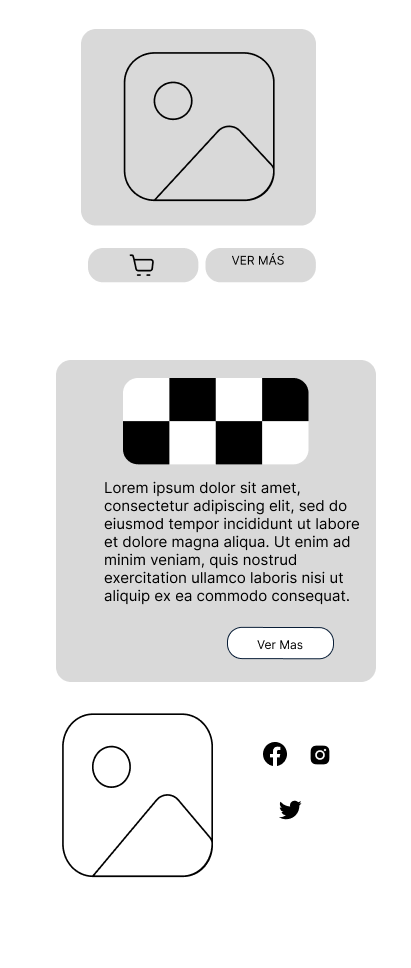 VER MÁS
Lorem ipsum dolor sit amet,
consectetur adipiscing elit, sed do
eiusmod tempor incididunt ut labore
et dolore magna aliqua. Ut enim ad
minim veniam, quis nostrud
exercitation ullamco laboris nisi ut
aliquip ex ea commodo consequat.
Ver Mas